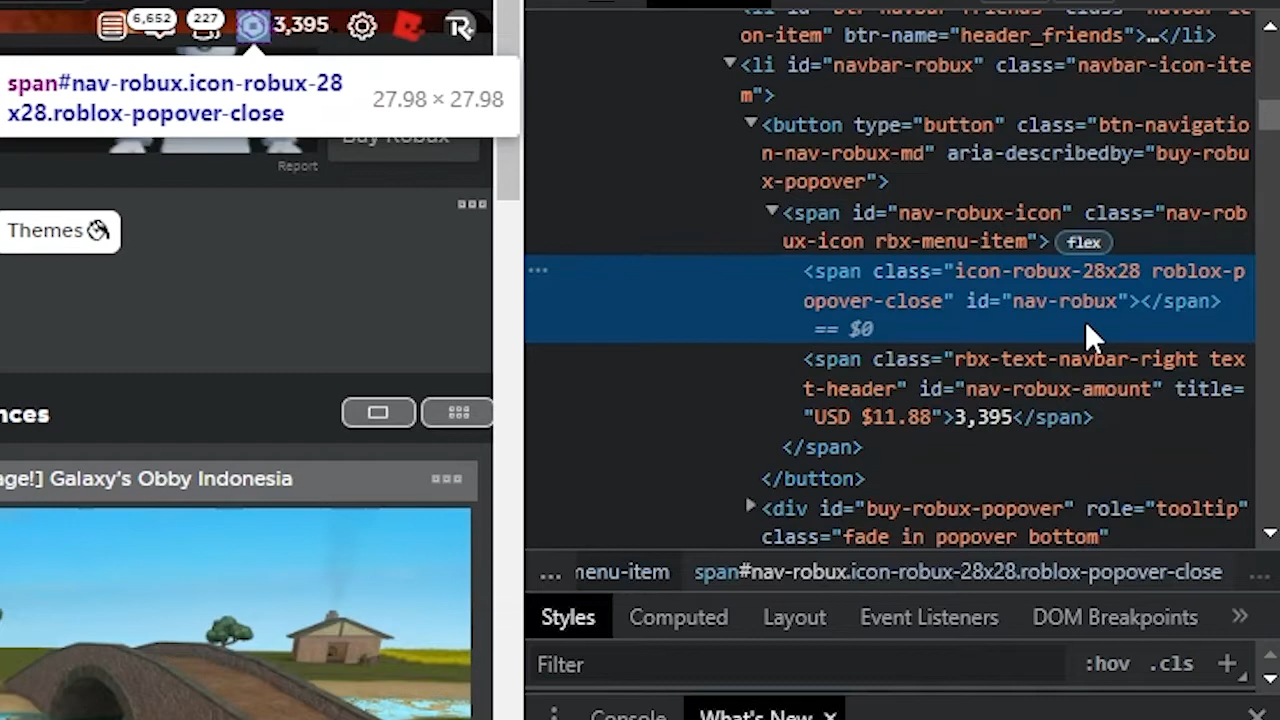 6,652
227
3,395
span#nav-robux.icon-robux-28
x28.roblox-popover-close
27.98 × 27.98
Buy Robux
Report
Themes
nces
age!] Galaxy's Obby Indonesia
on-item" btr-name="header_friends">…</li>
<li id="navbar-robux" class="navbar-icon-ite
m">
<button type="button" class="btn-navigatio
n-nav-robux-md" aria-describedby="buy-robu
x-popover">
<span id="nav-robux-icon" class="nav-rob
ux-icon rbx-menu-item"> flex
<span class="icon-robux-28x28 roblox-p
opover-close" id="nav-robux"></span>
== $0
<span class="rbx-text-navbar-right tex
t-header" id="nav-robux-amount" title=
"USD $11.88">3,395</span>
</span>
</button>
<div id="buy-robux-popover" role="tooltip"
class="fade in popover bottom"
... menu-item span#nav-robux.icon-robux-28x28.roblox-popover-close ...
Styles Computed Layout Event Listeners DOM Breakpoints »
Filter :hov .cls +
Console What's New ×